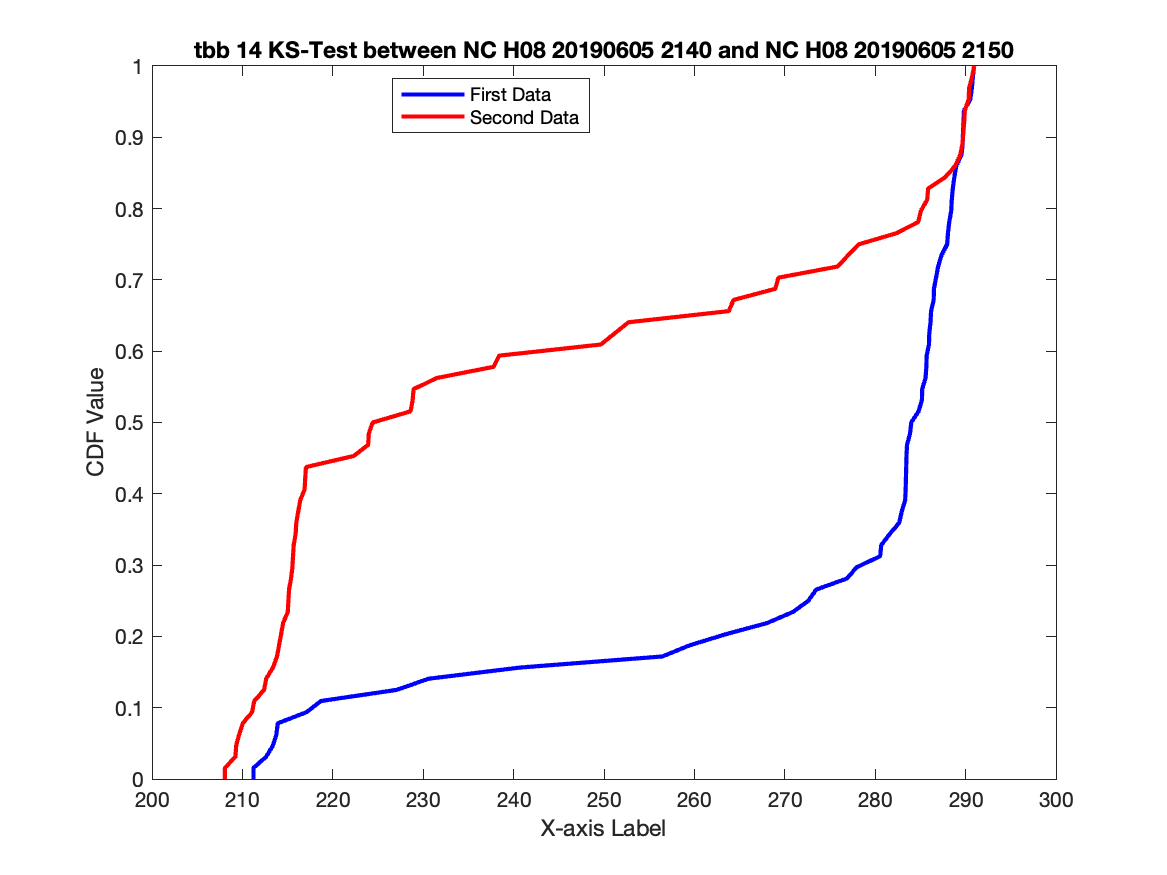 tbb 14 KS-Test between NC H08 20190605 2140 and NC H08 20190605 2150
First Data
Second Data
1
0.9
0.8
0.7
0.6
0.5
0.4
0.3
0.2
0.1
0
CDF Value
200 210 220 230 240 250 260 270 280 290 300
X-axis Label